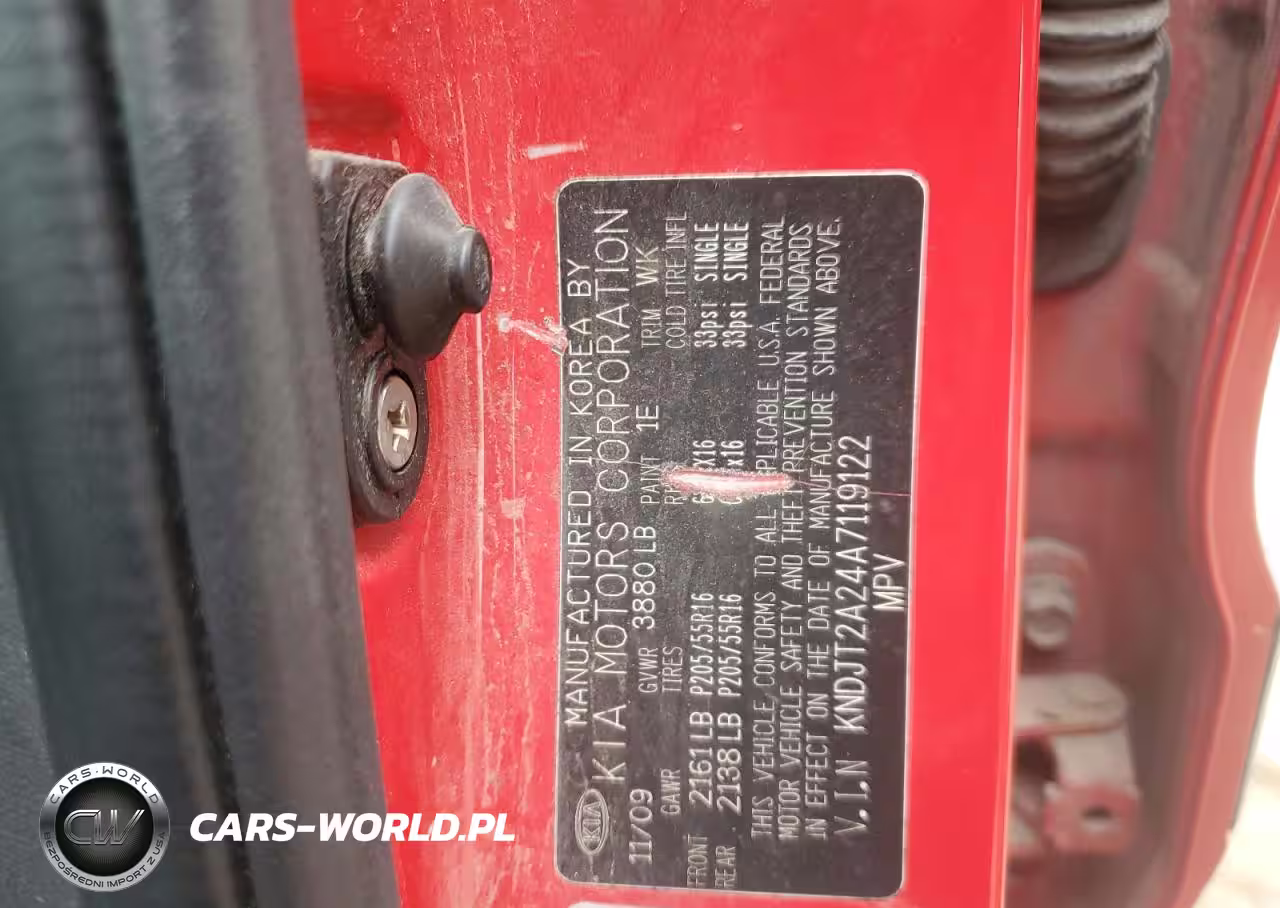 MANUFACTURED IN KOREA BY
KIA MOTORS CORPORATION
KIA
11/09 GVWR 3880 LB PAINT 1E TRIM WK
GAWR TIRES COLD TIRE INFL
FRONT 2161 LB P205/55R16 33psi SINGLE
REAR 2138 LB P205/55R16 33psi SINGLE
THIS VEHICLE CONFORMS TO ALL APPLICABLE U.S.A. FEDERAL
MOTOR VEHICLE SAFETY AND THEFT PREVENTION STANDARDS
IN EFFECT ON THE DATE OF MANUFACTURE SHOWN ABOVE.
V.I.N KNDJT2A24A7119122
MPV
CARS-WORLD
CW
BEZPOŚREDNI IMPORT Z USA
CARS-WORLD.PL